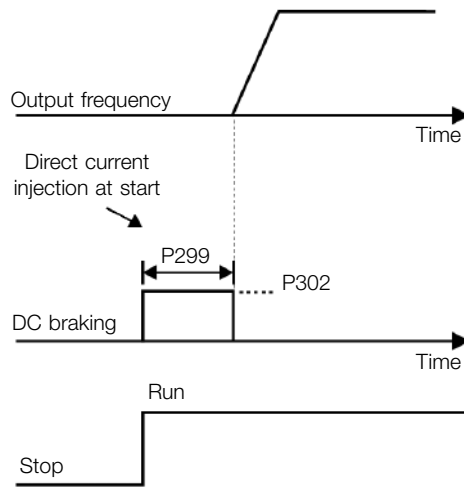 Output frequency
Time
Direct current
injection at start
P299
P302
DC braking
Time
Run
Stop